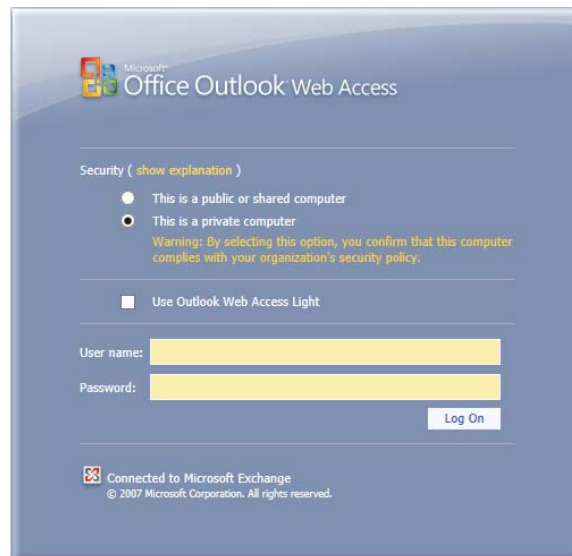 Microsoft®
Office Outlook® Web Access
Security ( show explanation )
This is a public or shared computer
This is a private computer
Warning: By selecting this option, you confirm that this computer
complies with your organization's security policy.
Use Outlook Web Access Light
User name:
Password:
Log On
Connected to Microsoft Exchange
© 2007 Microsoft Corporation. All rights reserved.